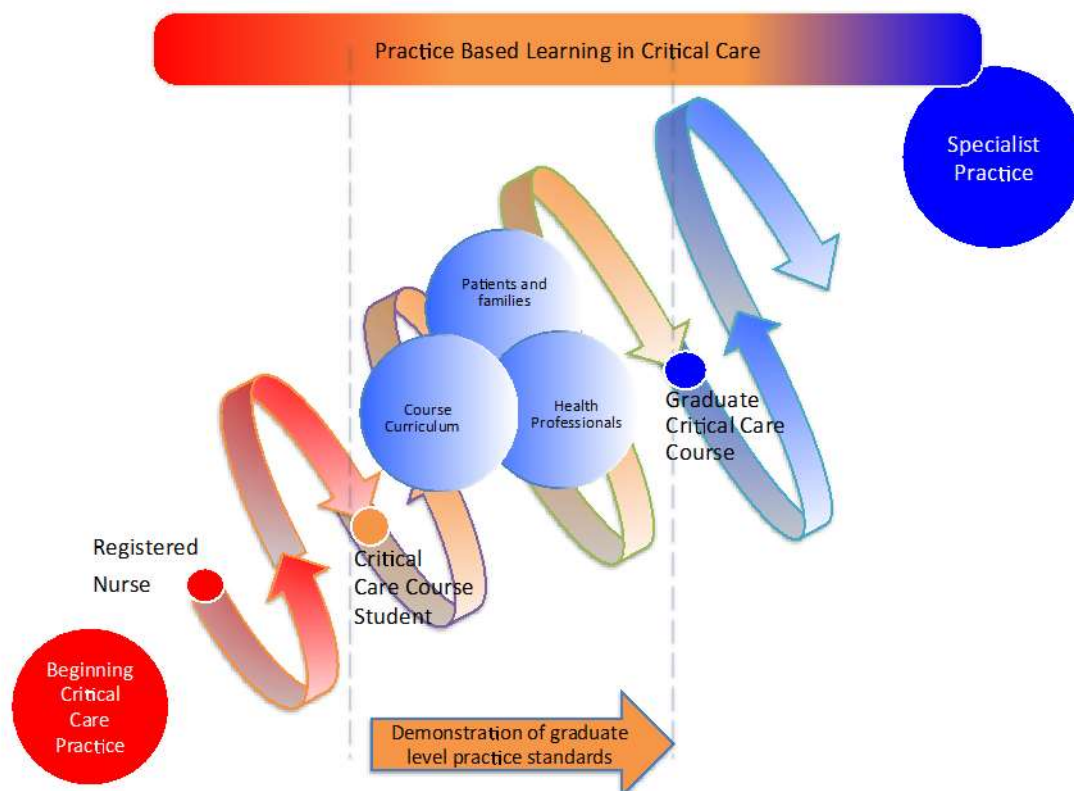 Practice Based Learning in Critical Care
Specialist
Practice
Patients and
families
Course
Curriculum
Health
Professionals
Graduate
Critical Care
Course
Registered
Nurse
Critical
Care Course
Student
Beginning
Critical
Care
Practice
Demonstration of graduate
level practice standards